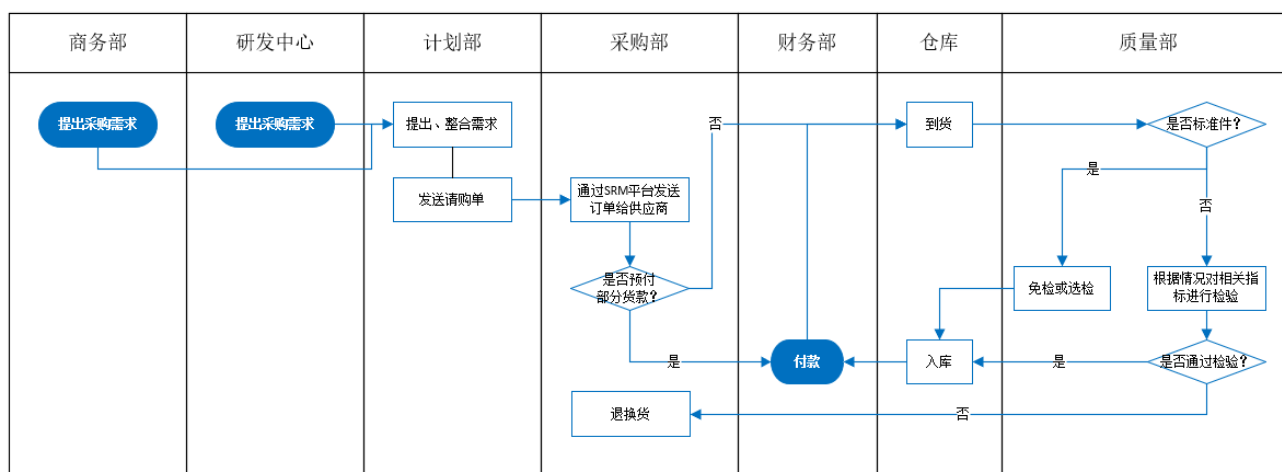 商务部
研发中心
计划部
采购部
财务部
仓库
质量部
提出采购需求
提出采购需求
提出、整合需求
否
到货
是否标准件？
是
发送请购单
通过SRM平台发送
订单给供应商
否
是否预付
部分货款？
免检或选检
根据情况对相关指
标进行检验
是
付款
入库
是
是否通过检验？
退换货
否